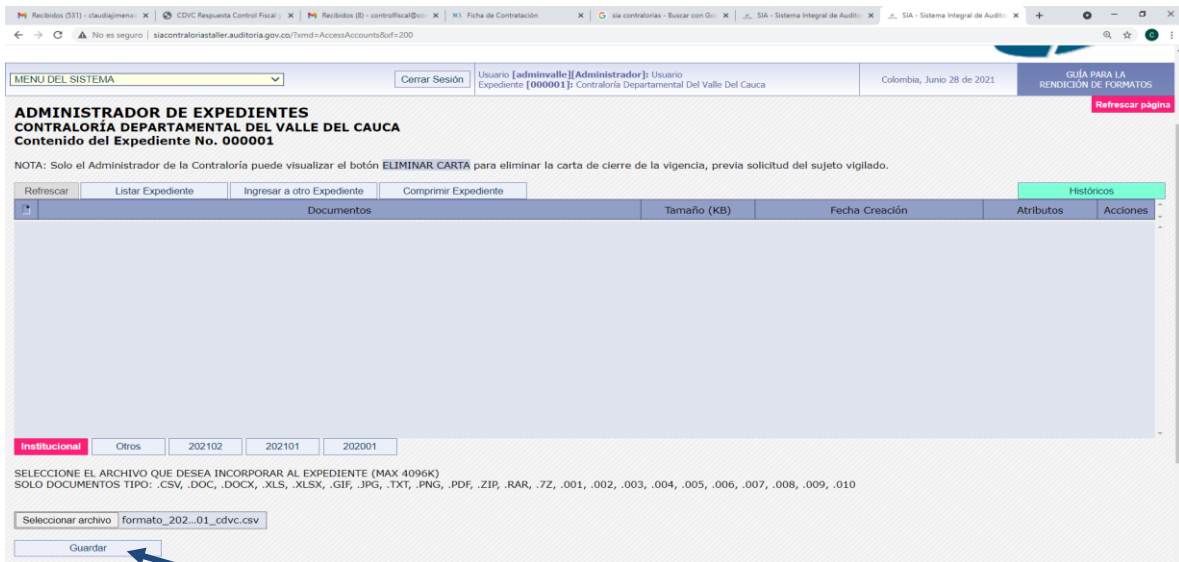 Recibidos (531) - claudiajimenez
CDVC Respuesta Control Fiscal y
Recibidos (8) - controlfiscal@co
Ficha de Contratación
sia contralorias - Buscar con Go
SIA - Sistema Integral de Audito
SIA - Sistema Integral de Audito
No es seguro | siacontraloriastaller.auditoria.gov.co/?xmd=AccessAccounts&xf=200
MENU DEL SISTEMA
Cerrar Sesión
Usuario [adminvalle][Administrador]: Usuario
Expediente [000001]: Contraloría Departamental Del Valle Del Cauca
Colombia, Junio 28 de 2021
GUÍA PARA LA
RENDICIÓN DE FORMATOS
Refrescar página
ADMINISTRADOR DE EXPEDIENTES
CONTRALORÍA DEPARTAMENTAL DEL VALLE DEL CAUCA
Contenido del Expediente No. 000001
NOTA: Solo el Administrador de la Contraloría puede visualizar el botón ELIMINAR CARTA para eliminar la carta de cierre de la vigencia, previa solicitud del sujeto vigilado.
Refrescar Listar Expediente Ingresar a otro Expediente Comprimir Expediente Históricos
Documentos Tamaño (KB) Fecha Creación Atributos Acciones
Institucional Otros 202102 202101 202001
SELECCIONE EL ARCHIVO QUE DESEA INCORPORAR AL EXPEDIENTE (MAX 4096K)
SOLO DOCUMENTOS TIPO: .CSV, .DOC, .DOCX, .XLS, .XLSX, .GIF, .JPG, .TXT, .PNG, .PDF, .ZIP, .RAR, .7Z, .001, .002, .003, .004, .005, .006, .007, .008, .009, .010
Seleccionar archivo formato_202...01_cdvc.csv
Guardar